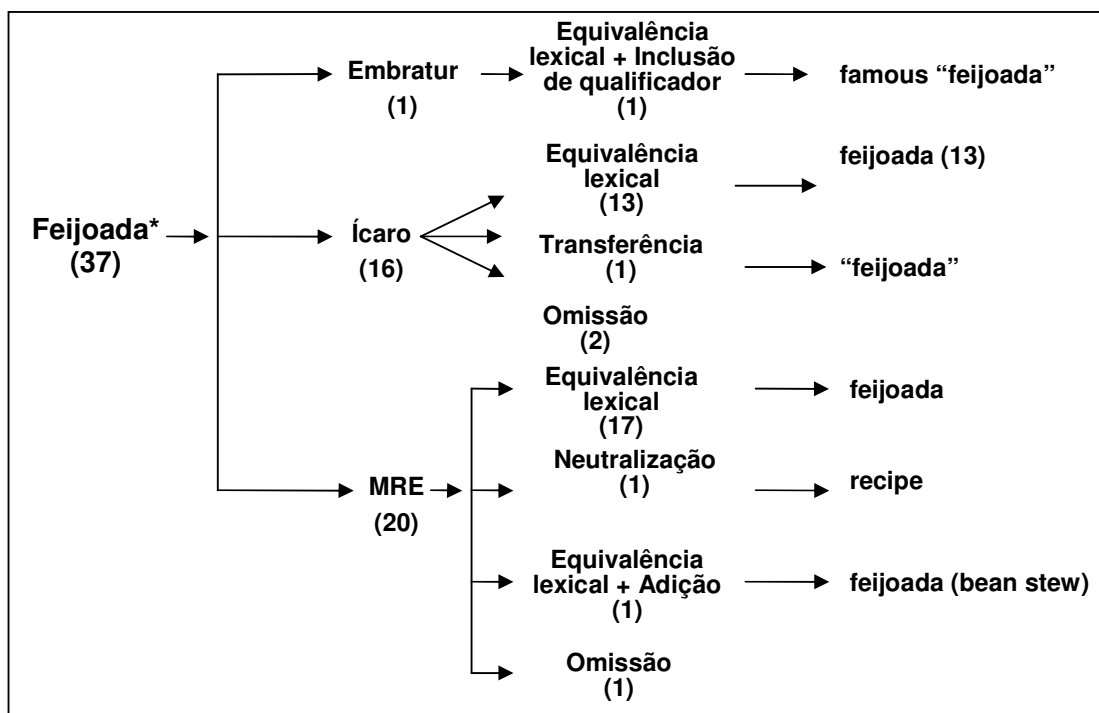 Feijoada*
(37)
Embratur
(1)
Equivalência
lexical + Inclusão
de qualificador
(1)
famous “feijoada”
Ícaro
(16)
Equivalência
lexical
(13)
feijoada (13)
Transferência
(1)
“feijoada”
Omissão
(2)
MRE
(20)
Equivalência
lexical
(17)
feijoada
Neutralização
(1)
recipe
Equivalência
lexical + Adição
(1)
feijoada (bean stew)
Omissão
(1)